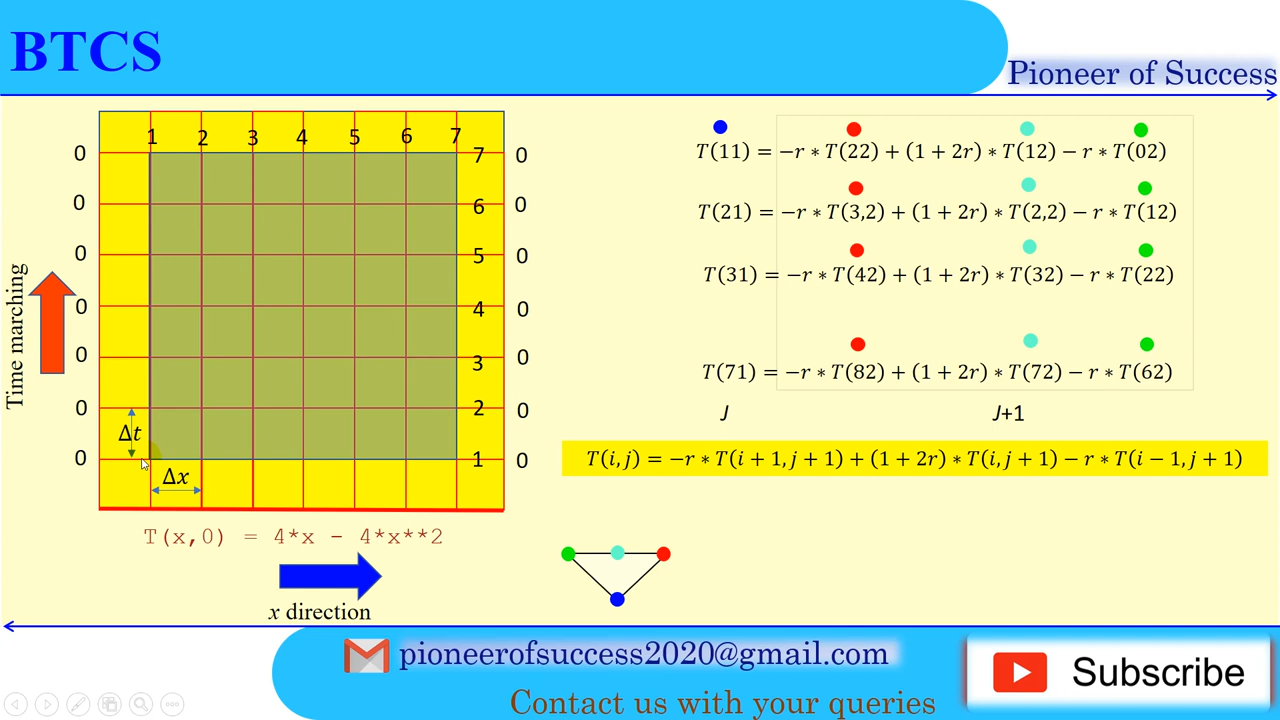 BTCS
Pioneer of Success
1 2 3 4 5 6 7
0 7 0
0 6 0
0 5 0
0 4 0
0 3 0
0 2 0
0 1 0
Time marching
Δt
Δx
T(x,0) = 4*x - 4*x**2
x direction
T(11) = −r ∗ T(22) + (1 + 2r) ∗ T(12) − r ∗ T(02)
T(21) = −r ∗ T(3,2) + (1 + 2r) ∗ T(2,2) − r ∗ T(12)
T(31) = −r ∗ T(42) + (1 + 2r) ∗ T(32) − r ∗ T(22)
T(71) = −r ∗ T(82) + (1 + 2r) ∗ T(72) − r ∗ T(62)
J J+1
T(i, j) = −r ∗ T(i + 1, j + 1) + (1 + 2r) ∗ T(i, j + 1) − r ∗ T(i − 1, j + 1)
pioneerofsuccess2020@gmail.com
Contact us with your queries
Subscribe